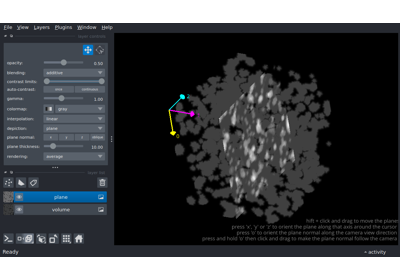 File View Layers Plugins Window Help
layer controls
opacity: 0.50
blending: additive
contrast limits:
auto-contrast: once continuous
gamma: 1.00
colormap: gray
interpolation: linear
depiction: plane
plane normal: x y z oblique
plane thickness: 10.00
rendering: average
layer list
plane
volume
shift + click and drag to move the plane
press 'x', 'y' or 'z' to orient the plane along that axis around the cursor
press 'o' to orient the plane normal along the camera view direction
press and hold 'o' then click and drag to make the plane normal follow the camera
Ready
activity